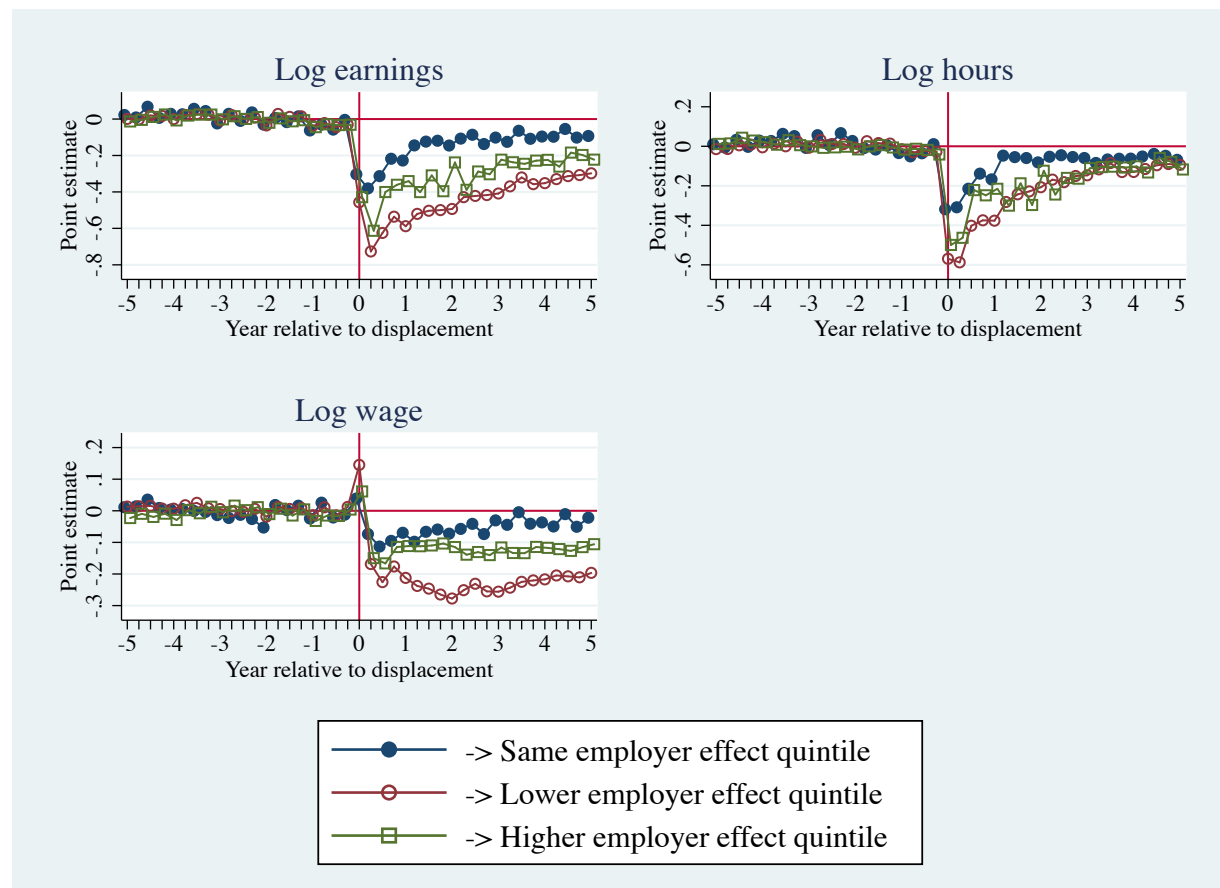 Log earnings
Point estimate
0
-.2
-.4
-.6
-.8
-5 -4 -3 -2 -1 0 1 2 3 4 5
Year relative to displacement
Log hours
Point estimate
.2
0
-.2
-.4
-.6
-5 -4 -3 -2 -1 0 1 2 3 4 5
Year relative to displacement
Log wage
Point estimate
.2
.1
0
-.1
-.2
-.3
-5 -4 -3 -2 -1 0 1 2 3 4 5
Year relative to displacement
-> Same employer effect quintile
-> Lower employer effect quintile
-> Higher employer effect quintile